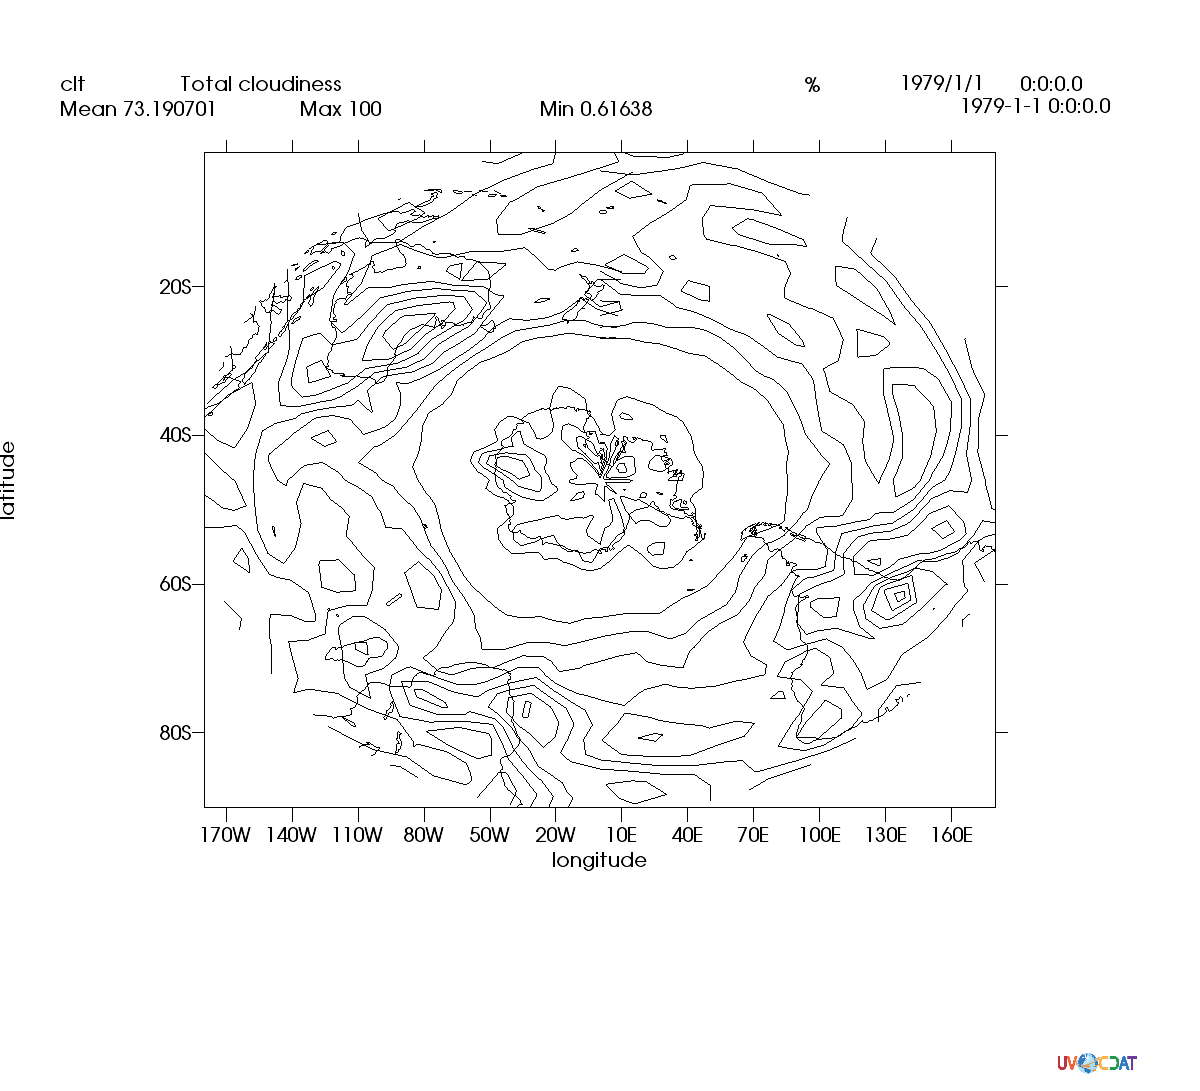 clt Total cloudiness % 1979/1/1 0:0:0.0
Mean 73.190701 Max 100 Min 0.61638 1979-1-1 0:0:0.0
20S
40S
latitude
60S
80S
170W 140W 110W 80W 50W 20W 10E 40E 70E 100E 130E 160E
longitude
UV CDAT